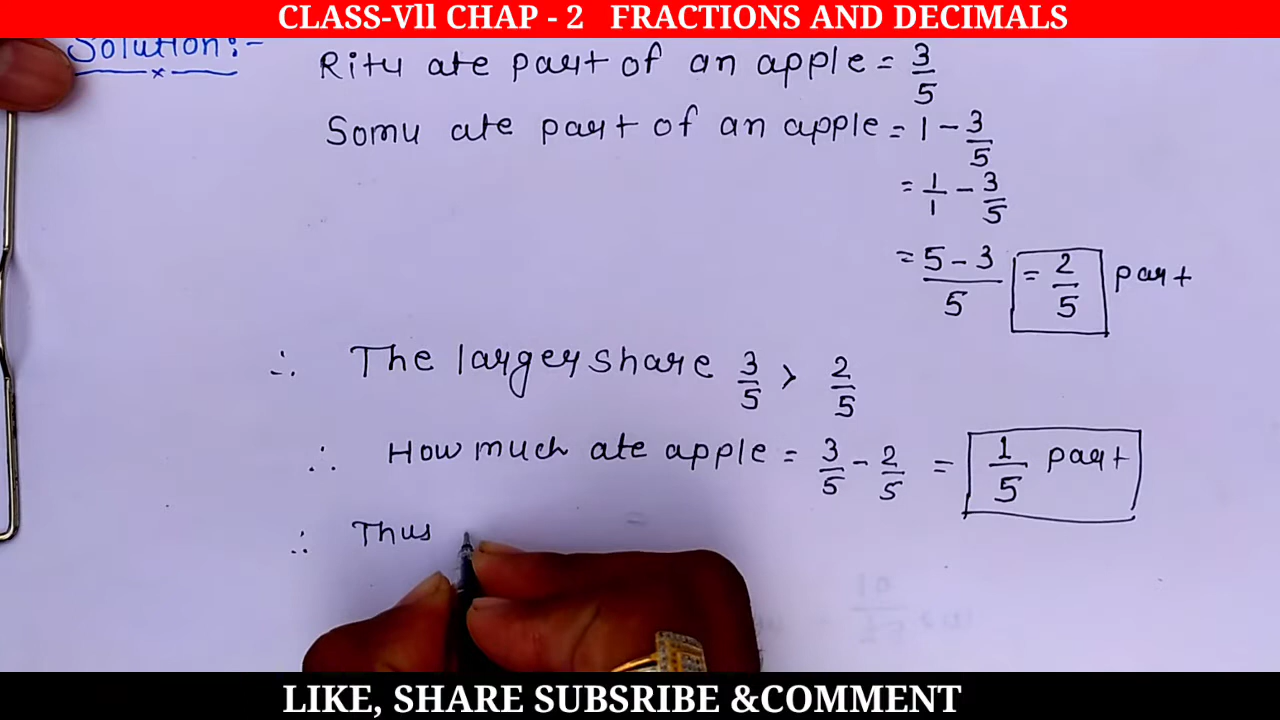 CLASS-Vll CHAP - 2 FRACTIONS AND DECIMALS
Solution:-
Ritu ate part of an apple = 3/5
Somu ate part of an apple = 1 - 3/5
= 1/1 - 3/5
= 5-3/5 = 2/5 part
∴ The larger share 3/5 > 2/5
∴ How much ate apple = 3/5 - 2/5 = 1/5 part
∴ Thus
LIKE, SHARE SUBSRIBE &COMMENT